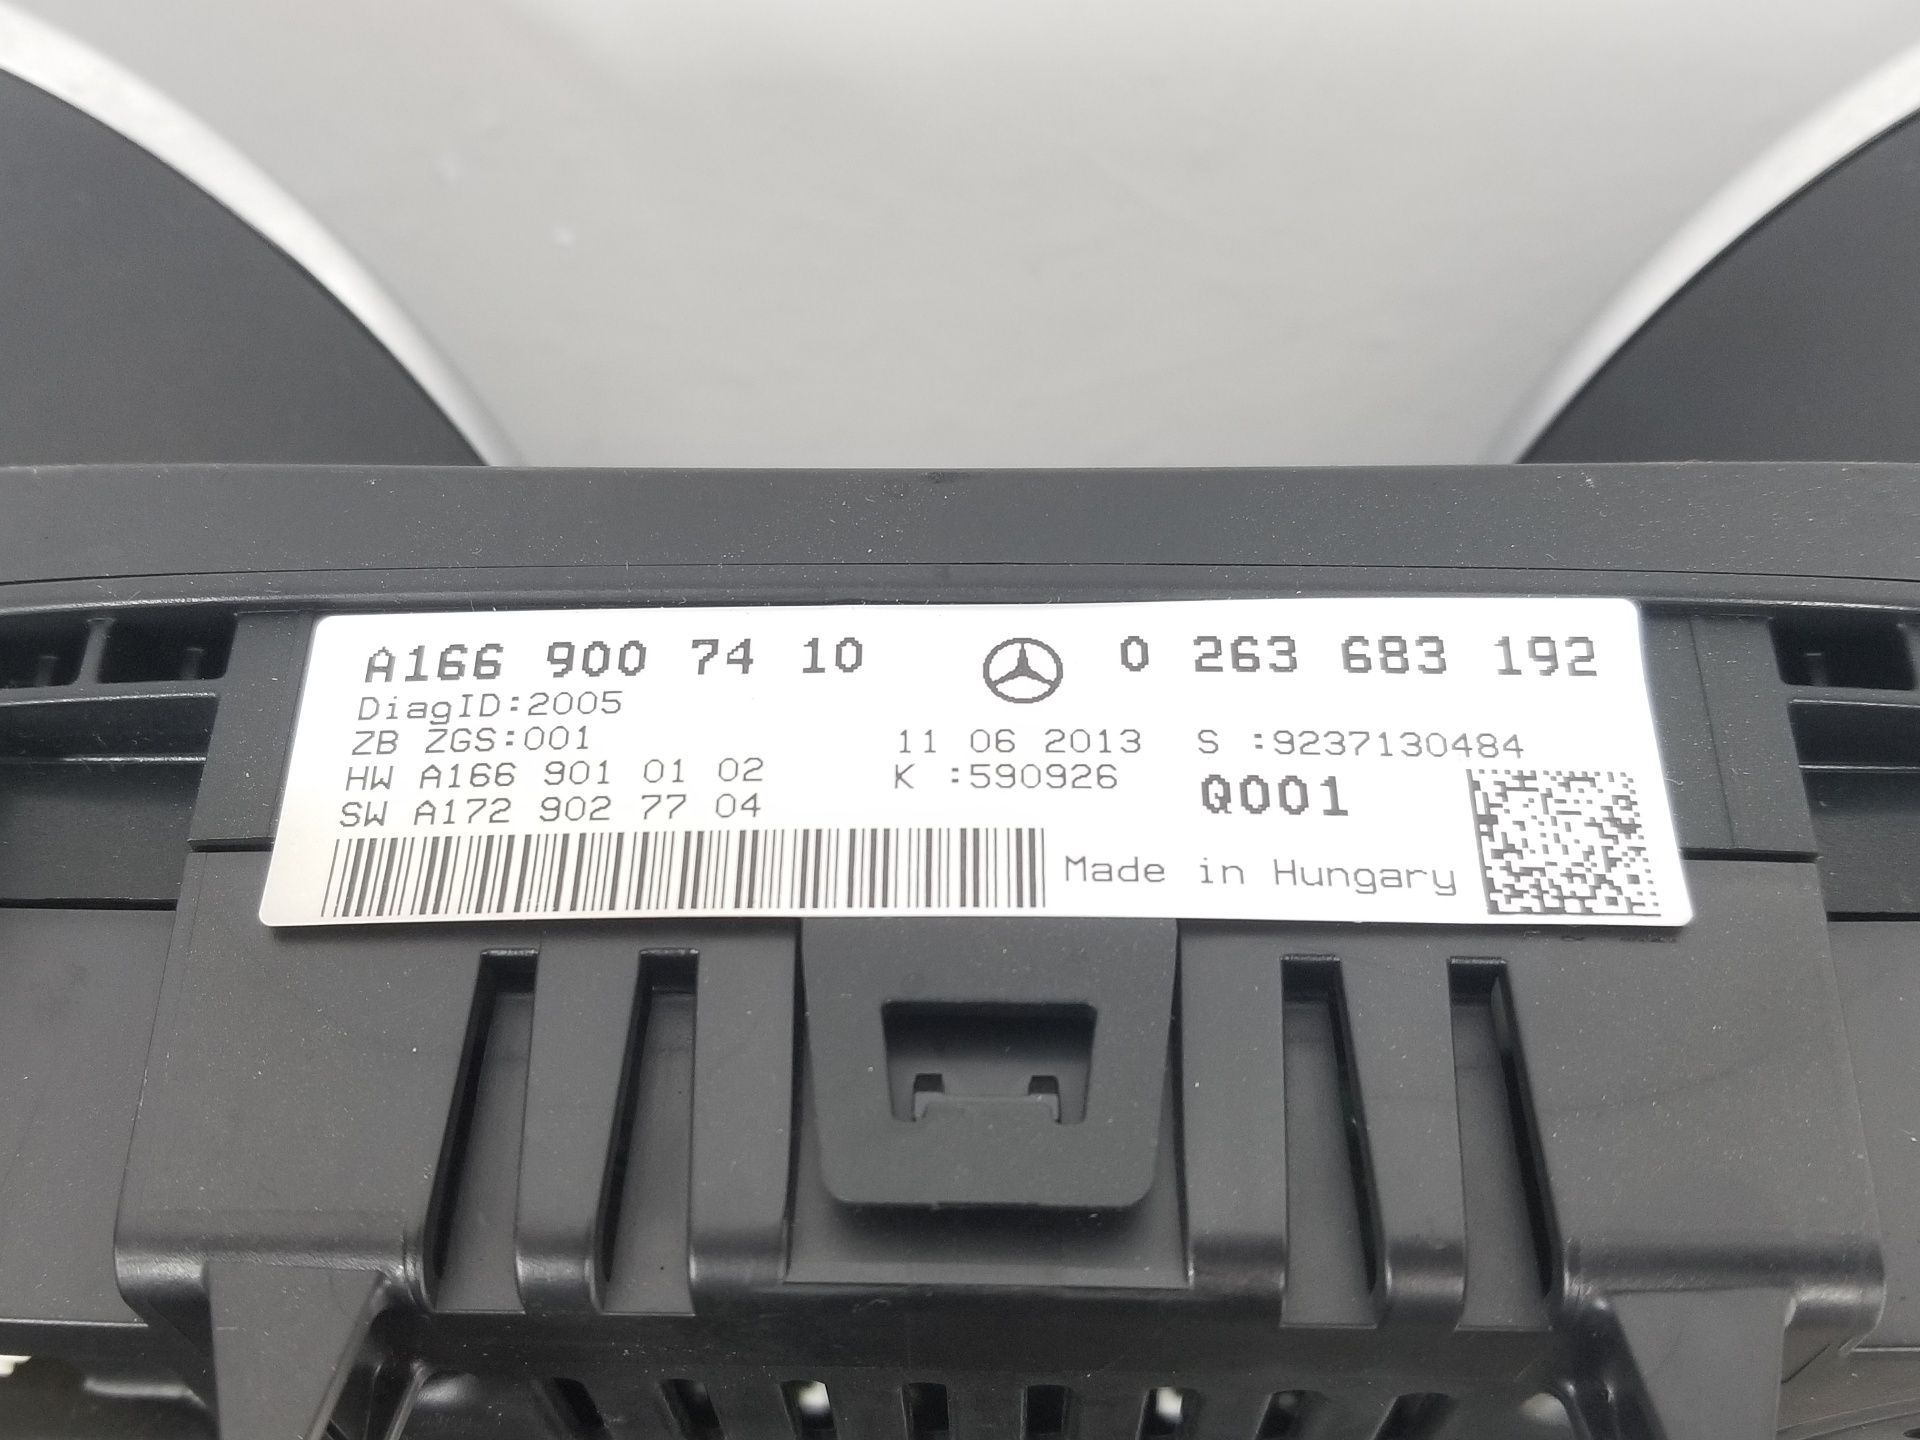 A166 900 74 10 0 263 683 192
DiagID:2005
ZB ZGS:001 11 06 2013 S :9237130484
HW A166 901 01 02 K :590926 Q001
SW A172 902 77 04
Made in Hungary